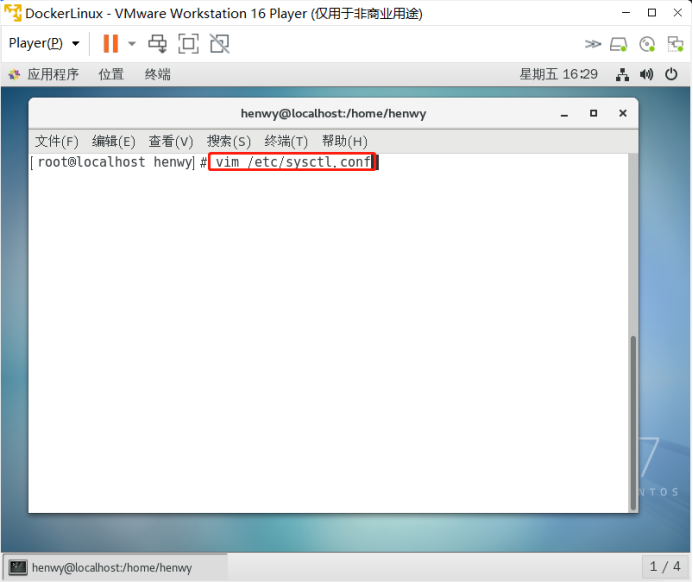 DockerLinux - VMware Workstation 16 Player (仅用于非商业用途)
Player(P)
应用程序 位置 终端 星期五 16:29
henwy@localhost:/home/henwy
文件(F) 编辑(E) 查看(V) 搜索(S) 终端(T) 帮助(H)
[root@localhost henwy]# vim /etc/sysctl.conf
7
NTOS
henwy@localhost:/home/henwy 1 / 4